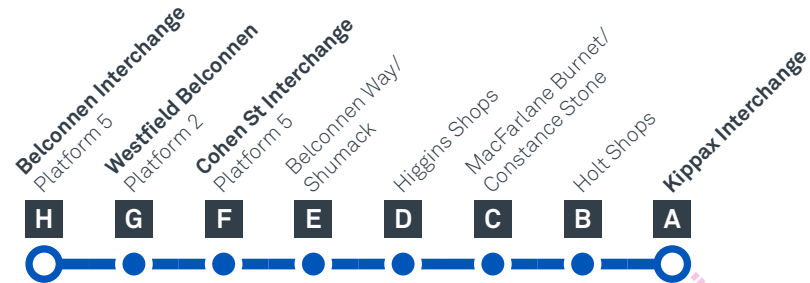 Belconnen Interchange
Platform 5
Westfield Belconnen
Platform 2
Cohen St Interchange
Platform 5
Belconnen Way/
Shumack
Higgins Shops
MacFarlane Burnet/
Constance Stone
Holt Shops
Kippax Interchange
H G F E D C B A